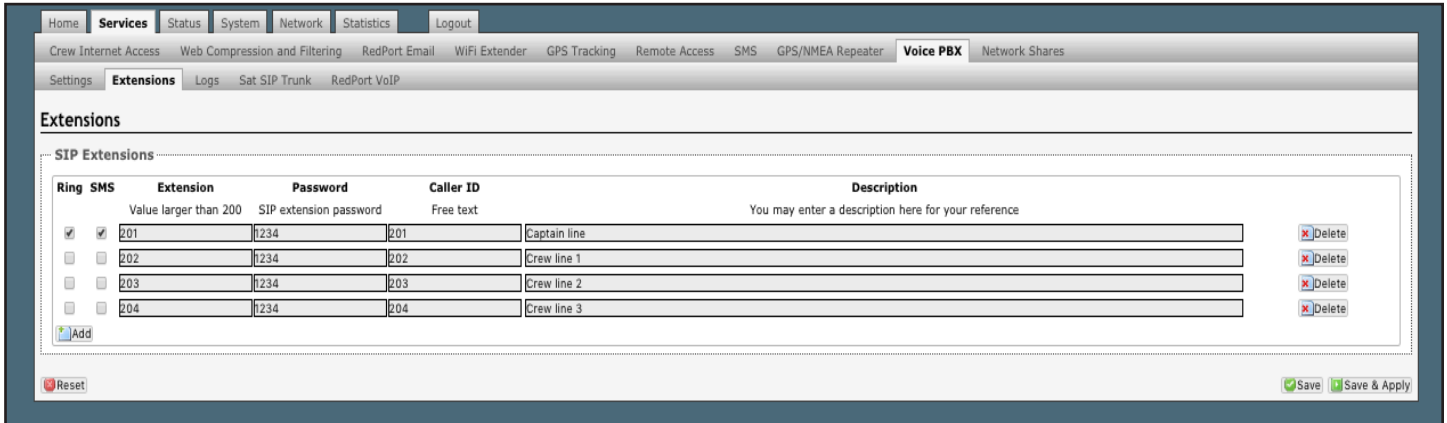 Home Services Status System Network Statistics Logout
Crew Internet Access Web Compression and Filtering RedPort Email WiFi Extender GPS Tracking Remote Access SMS GPS/NMEA Repeater Voice PBX Network Shares
Settings Extensions Logs Sat SIP Trunk RedPort VoIP
Extensions
SIP Extensions
Ring SMS Extension Password Caller ID Description
Value larger than 200 SIP extension password Free text You may enter a description here for your reference
201 1234 201 Captain line Delete
202 1234 202 Crew line 1 Delete
203 1234 203 Crew line 2 Delete
204 1234 204 Crew line 3 Delete
Add
Reset Save Save & Apply